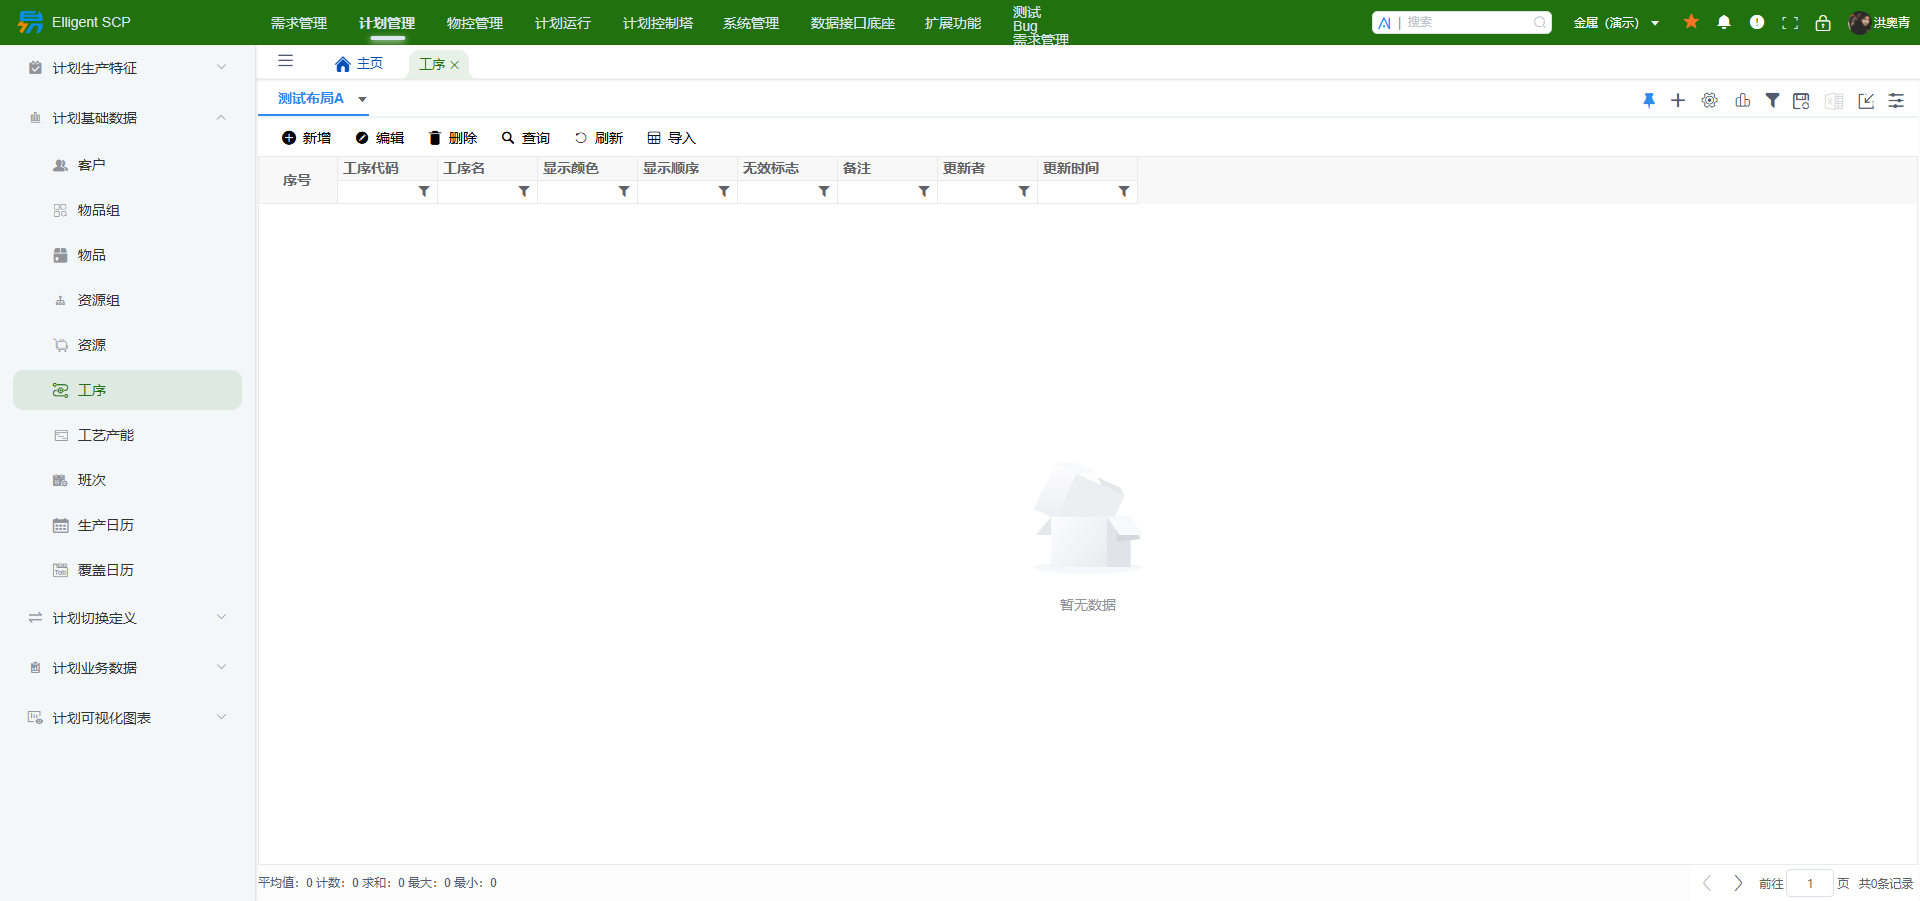 Elligent SCP
需求管理 计划管理 物控管理 计划运行 计划控制塔 系统管理 数据接口底座 扩展功能
测试
Bug
需求管理
AI | 搜索
金属（演示）
洪奥青
计划生产特征
计划基础数据
客户
物品组
物品
资源组
资源
工序
工艺产能
班次
生产日历
覆盖日历
计划切换定义
计划业务数据
计划可视化图表
主页 工序
测试布局A
新增 编辑 删除 查询 刷新 导入
序号 工序代码 工序名 显示颜色 显示顺序 无效标志 备注 更新者 更新时间
暂无数据
平均值：0 计数：0 求和：0 最大：0 最小：0
前往 1 页 共0条记录